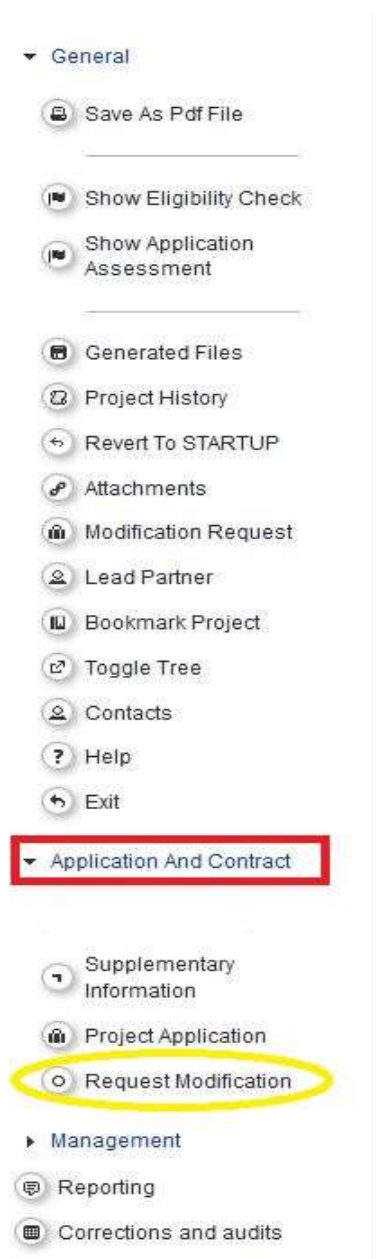 General
Save As Pdf File
Show Eligibility Check
Show Application
Assessment
Generated Files
Project History
Revert To STARTUP
Attachments
Modification Request
Lead Partner
Bookmark Project
Toggle Tree
Contacts
? Help
Exit
Application And Contract
Supplementary
Information
Project Application
Request Modification
Management
Reporting
Corrections and audits